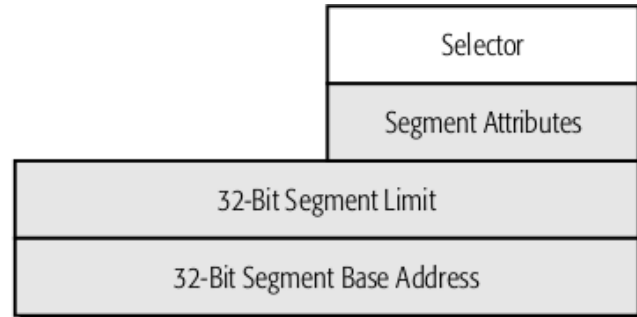 Selector
Segment Attributes
32-Bit Segment Limit
32-Bit Segment Base Address